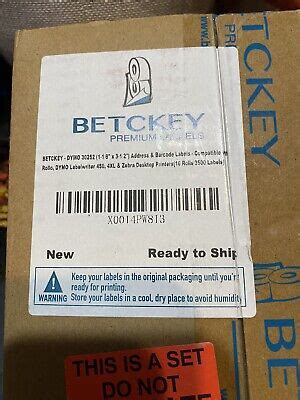 BETCKEY
PREMIUM LABELS
BETCKEY - DYMO 30252 (1-1 8" x 3-1 2") Address & Barcode Labels - Compatible w
Rollo, DYMO Labelwriter 450, 4XL & Zebra Desktop Printers(10 Rolls 3500 Labels)
X0014PW8I3
New
Ready to Ship
WARNING
Keep your labels in the original packaging until you're
ready for printing.
Store your labels in a cool, dry place to avoid humidity
THIS IS A SET
DO NOT
ETCKEY
BE